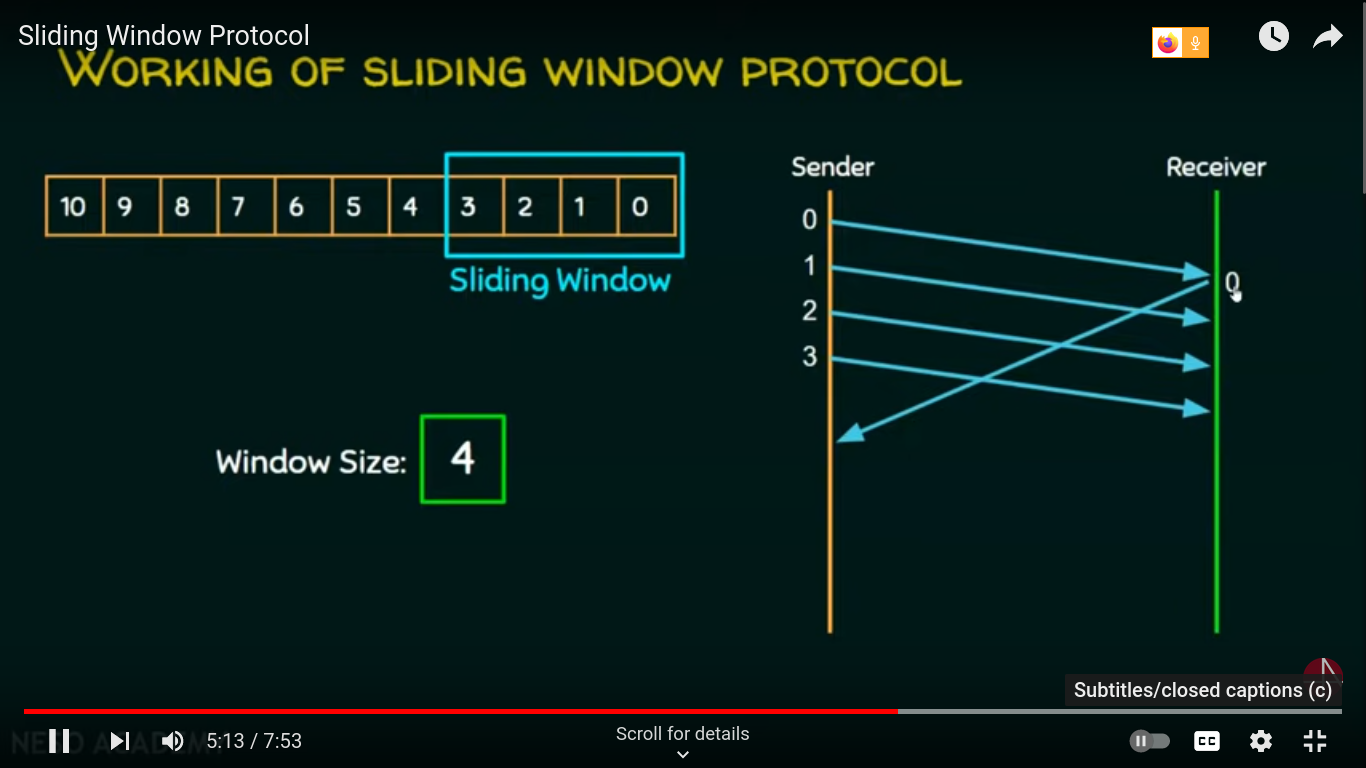 Sliding Window Protocol
WORKING OF SLIDING WINDOW PROTOCOL
10 9 8 7 6 5 4 3 2 1 0
Sliding Window
Window Size: 4
Sender Receiver
0
1
2
3
0
Subtitles/closed captions (c)
5:13 / 7:53
Scroll for details
CC